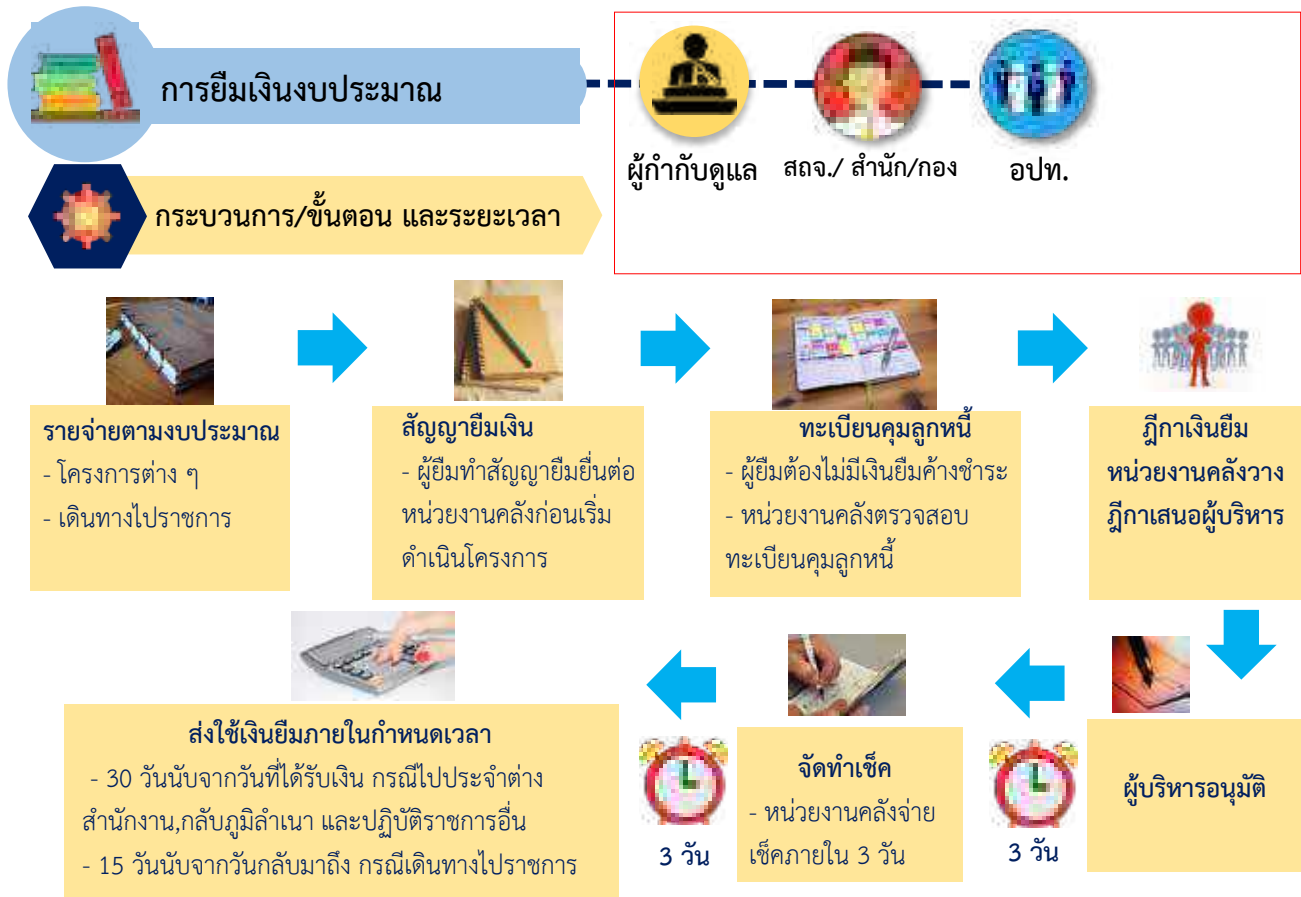 การยืมเงินงบประมาณ
ผู้กำกับดูแล
สถจ./ สำนัก/กอง
อปท.
กระบวนการ/ขั้นตอน และระยะเวลา
รายจ่ายตามงบประมาณ
- โครงการต่าง ๆ
- เดินทางไปราชการ
สัญญายืมเงิน
- ผู้ยืมทำสัญญายืมยื่นต่อ
หน่วยงานคลังก่อนเริ่ม
ดำเนินโครงการ
ทะเบียนคุมลูกหนี้
- ผู้ยืมต้องไม่มีเงินยืมค้างชำระ
- หน่วยงานคลังตรวจสอบ
ทะเบียนคุมลูกหนี้
ฎีกาเงินยืม
หน่วยงานคลังวาง
ฎีกาเสนอผู้บริหาร
ผู้บริหารอนุมัติ
3 วัน
จัดทำเช็ค
- หน่วยงานคลังจ่าย
เช็คภายใน 3 วัน
3 วัน
ส่งใช้เงินยืมภายในกำหนดเวลา
- 30 วันนับจากวันที่ได้รับเงิน กรณีไปประจำต่าง
สำนักงาน,กลับภูมิลำเนา และปฏิบัติราชการอื่น
- 15 วันนับจากวันกลับมาถึง กรณีเดินทางไปราชการ